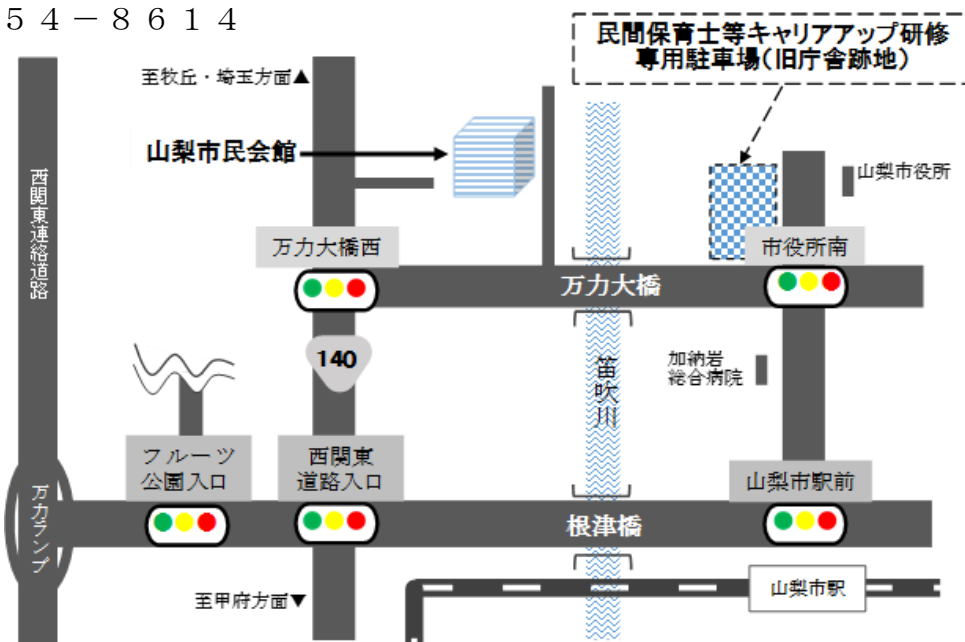 ５４－８６１４
民間保育士等キャリアアップ研修
専用駐車場（旧庁舎跡地）
至牧丘・埼玉方面▲
山梨市民会館
山梨市役所
西関東連絡道路
万力大橋西
市役所南
万力大橋
140
笛吹川
加納岩
総合病院
フルーツ
公園入口
西関東
道路入口
山梨市駅前
万力ランプ
根津橋
至甲府方面▼
山梨市駅